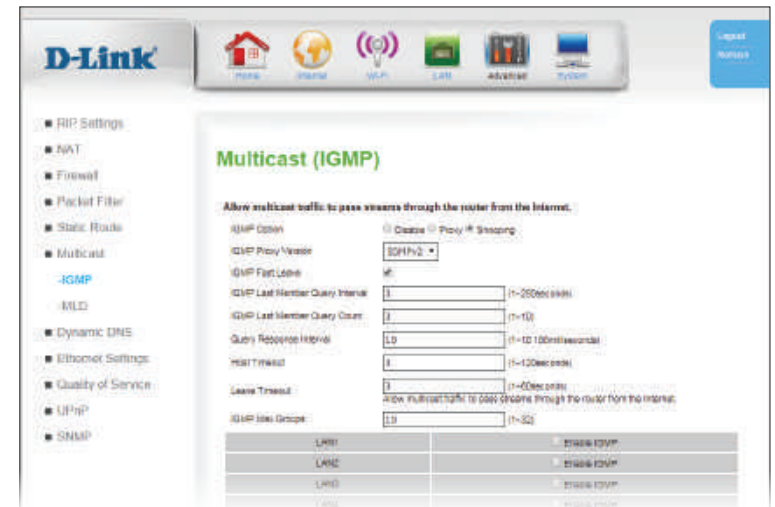 D-Link
Home
Internet
Wi-Fi
LAN
Advanced
System
Logout
RIP Settings
NAT
Firewall
Packet Filter
Static Route
Multicast
-IGMP
-MLD
Dynamic DNS
Ethernet Settings
Quality of Service
UPnP
SNMP
Multicast (IGMP)
Allow multicast traffic to pass streams through the router from the Internet.
IGMP Option Disable Proxy Snooping
IGMP Proxy Version IGMPv2
IGMP Fast Leave
IGMP Last Member Query Interval
IGMP Last Member Query Count (1~10)
Query Response Interval
Host Timeout
Leave Timeout
Allow multicast traffic to pass streams through the router from the Internet.
IGMP Max Groups (1~32)
LAN1 Enable IGMP
LAN2 Enable IGMP
LAN3 Enable IGMP